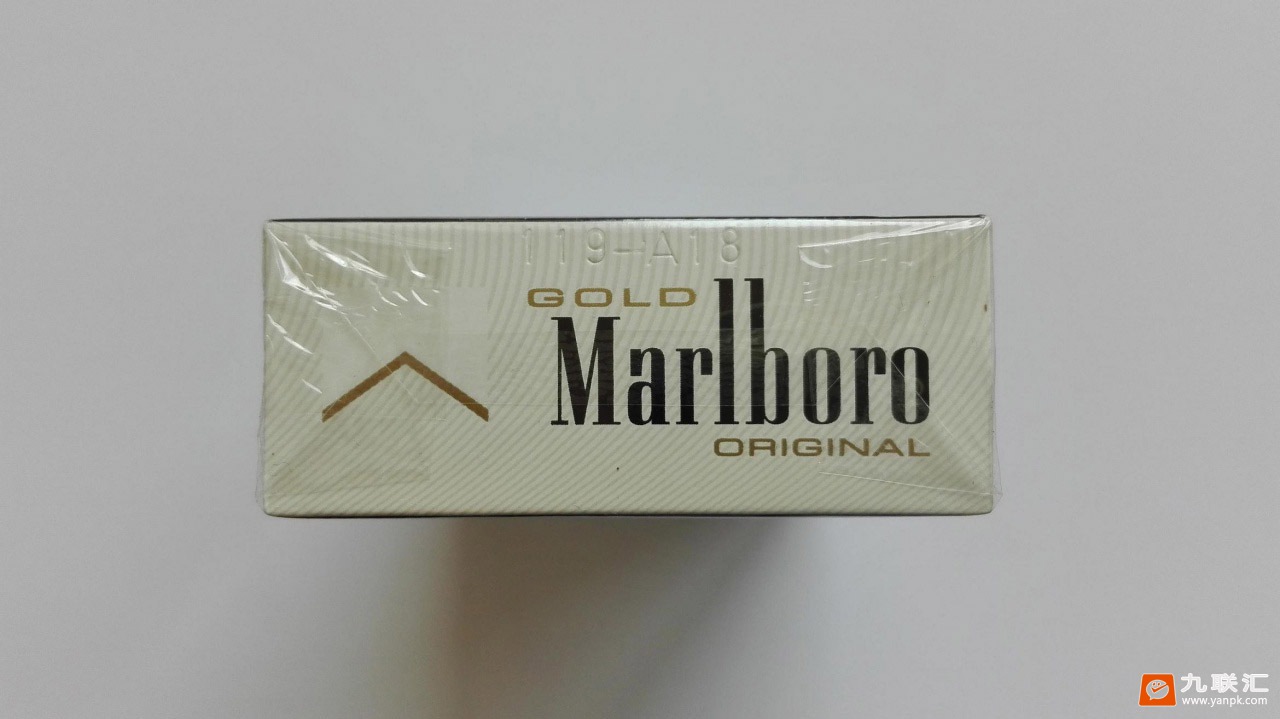 119-A18
GOLD
Marlboro
ORIGINAL
九联汇
www.yanpk.com